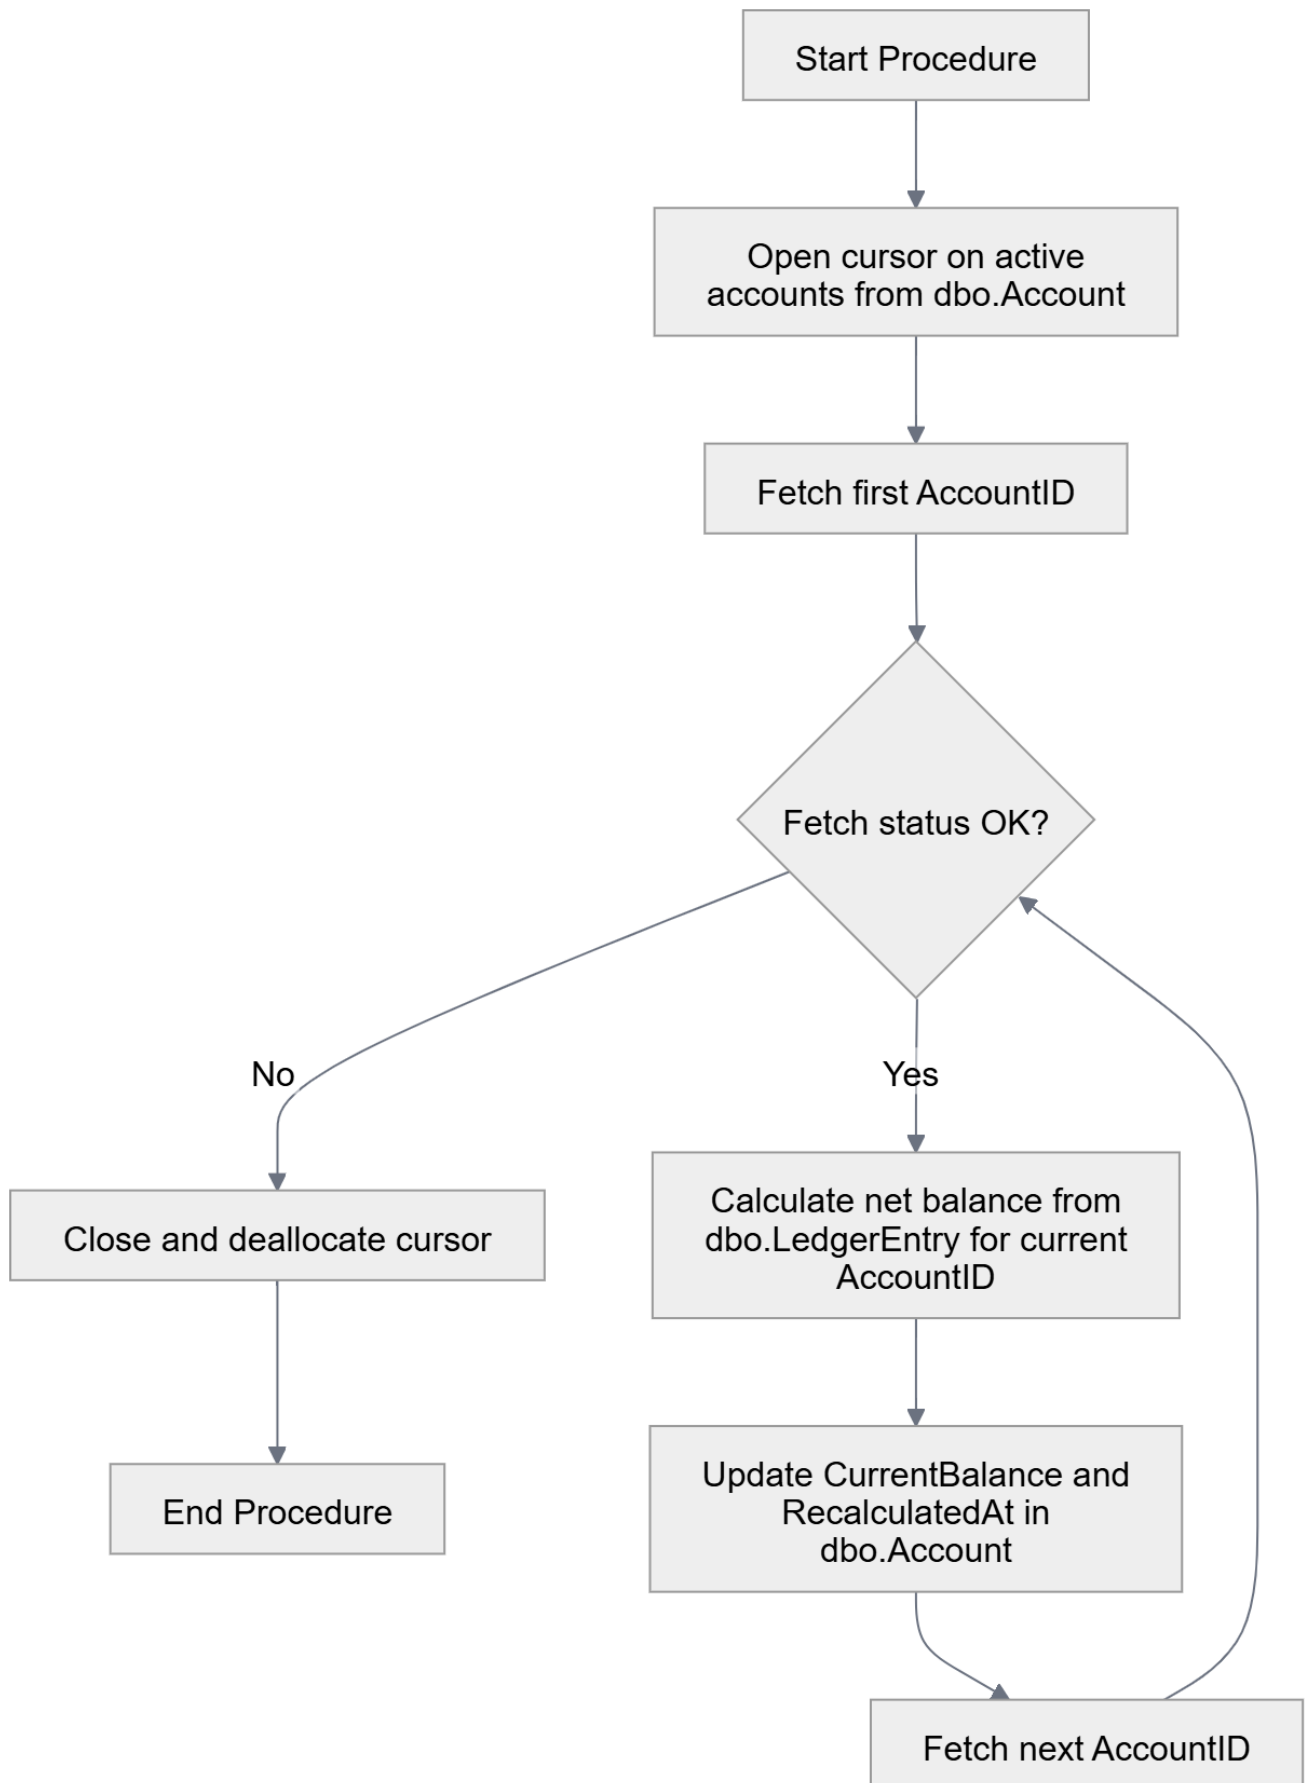 Start Procedure
Open cursor on active
accounts from dbo.Account
Fetch first AccountID
Fetch status OK?
No
Yes
Close and deallocate cursor
Calculate net balance from
dbo.LedgerEntry for current
AccountID
End Procedure
Update CurrentBalance and
RecalculatedAt in
dbo.Account
Fetch next AccountID